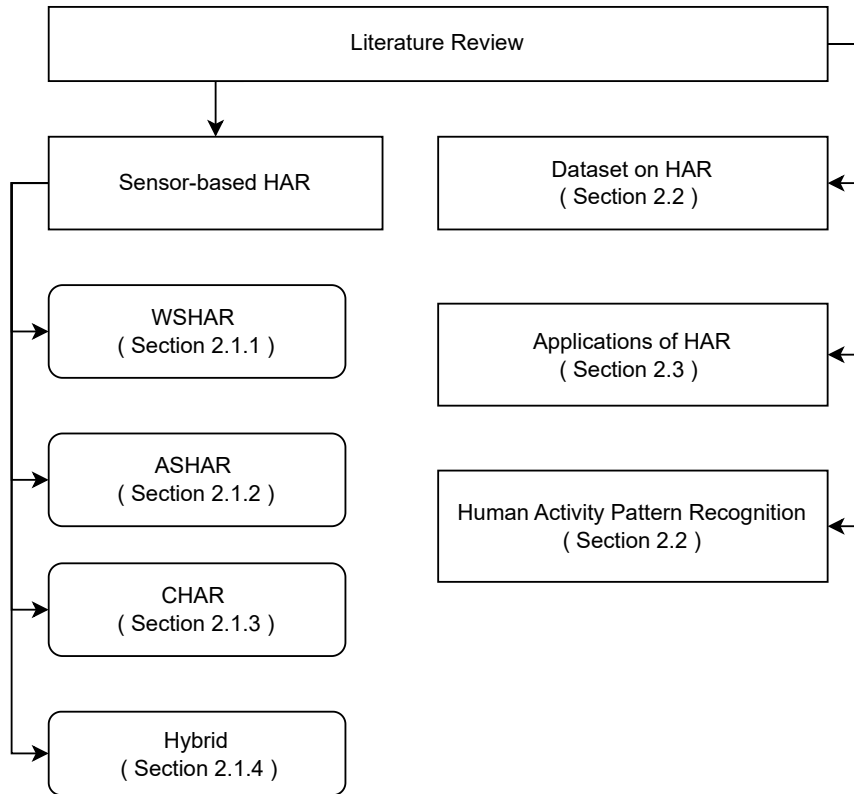 Literature Review
Sensor-based HAR
WSHAR
( Section 2.1.1 )
ASHAR
( Section 2.1.2 )
CHAR
( Section 2.1.3 )
Hybrid
( Section 2.1.4 )
Dataset on HAR
( Section 2.2 )
Applications of HAR
( Section 2.3 )
Human Activity Pattern Recognition
( Section 2.2 )